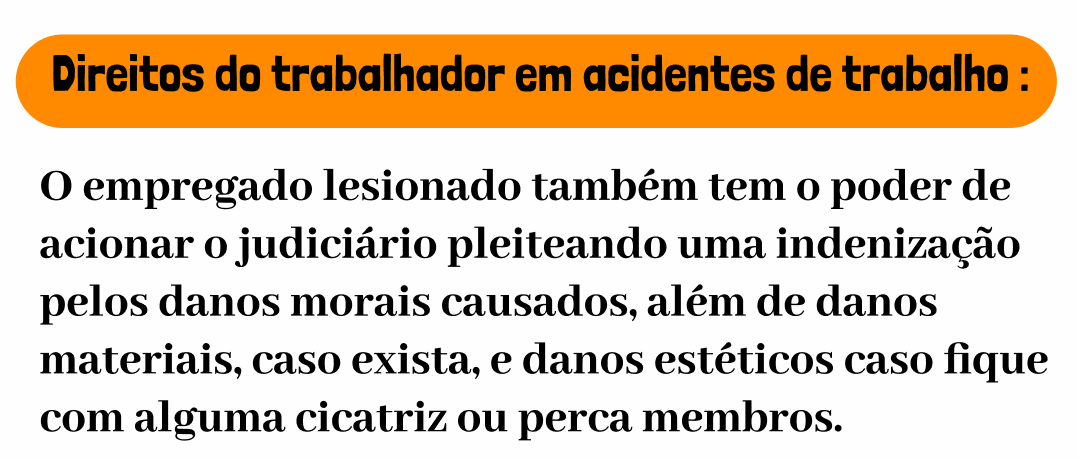 Direitos do trabalhador em acidentes de trabalho :
O empregado lesionado também tem o poder de
acionar o judiciário pleiteando uma indenização
pelos danos morais causados, além de danos
materiais, caso exista, e danos estéticos caso fique
com alguma cicatriz ou perca membros.